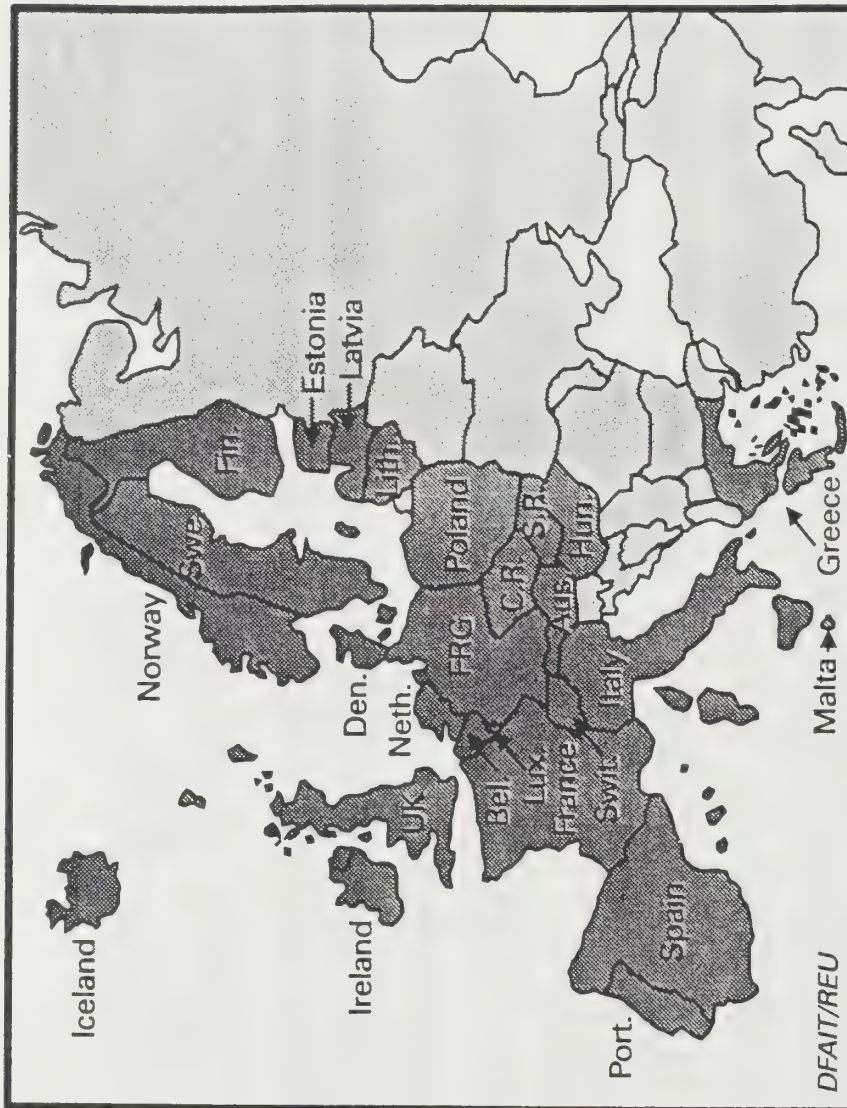 Iceland
Norway
Swe.
Fin.
Estonia
Latvia
Lith.
Ireland
UK
Den.
Neth.
Bel.
Lux.
FRG
Poland
C.R.
S.R.
France
Swit.
Aus.
Hun.
Port.
Spain
Italy
Malta
Greece
DFAIT/REU